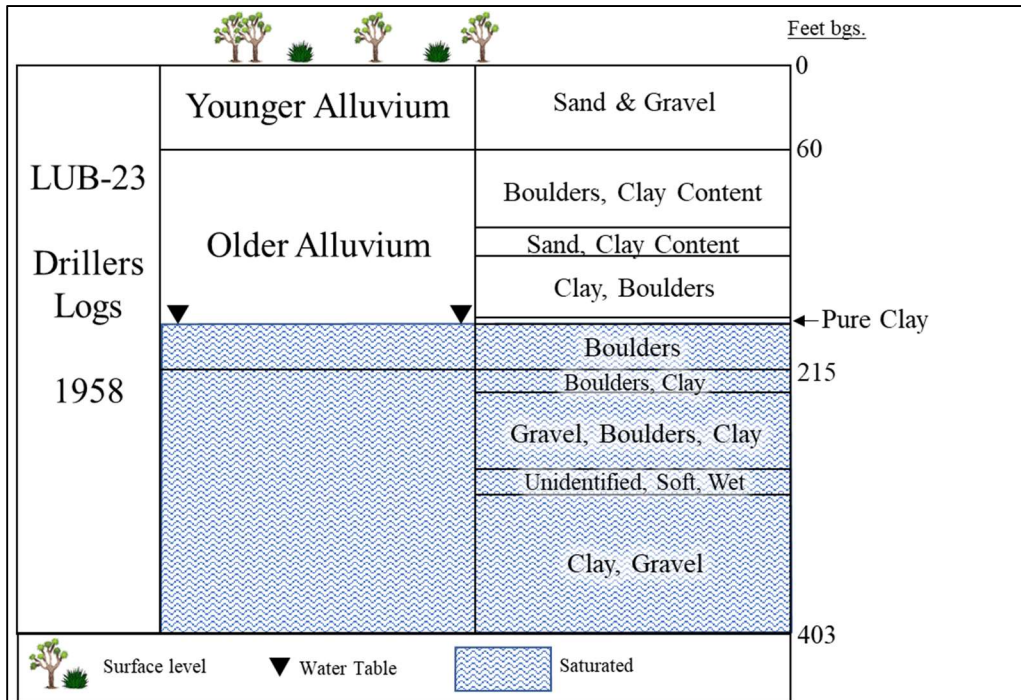 Feet bgs.
0
Younger Alluvium
Sand & Gravel
60
LUB-23
Drillers
Logs
1958
Older Alluvium
Boulders, Clay Content
Sand, Clay Content
Clay, Boulders
Pure Clay
Boulders
215
Boulders, Clay
Gravel, Boulders, Clay
Unidentified, Soft, Wet
Clay, Gravel
403
Surface level
Water Table
Saturated